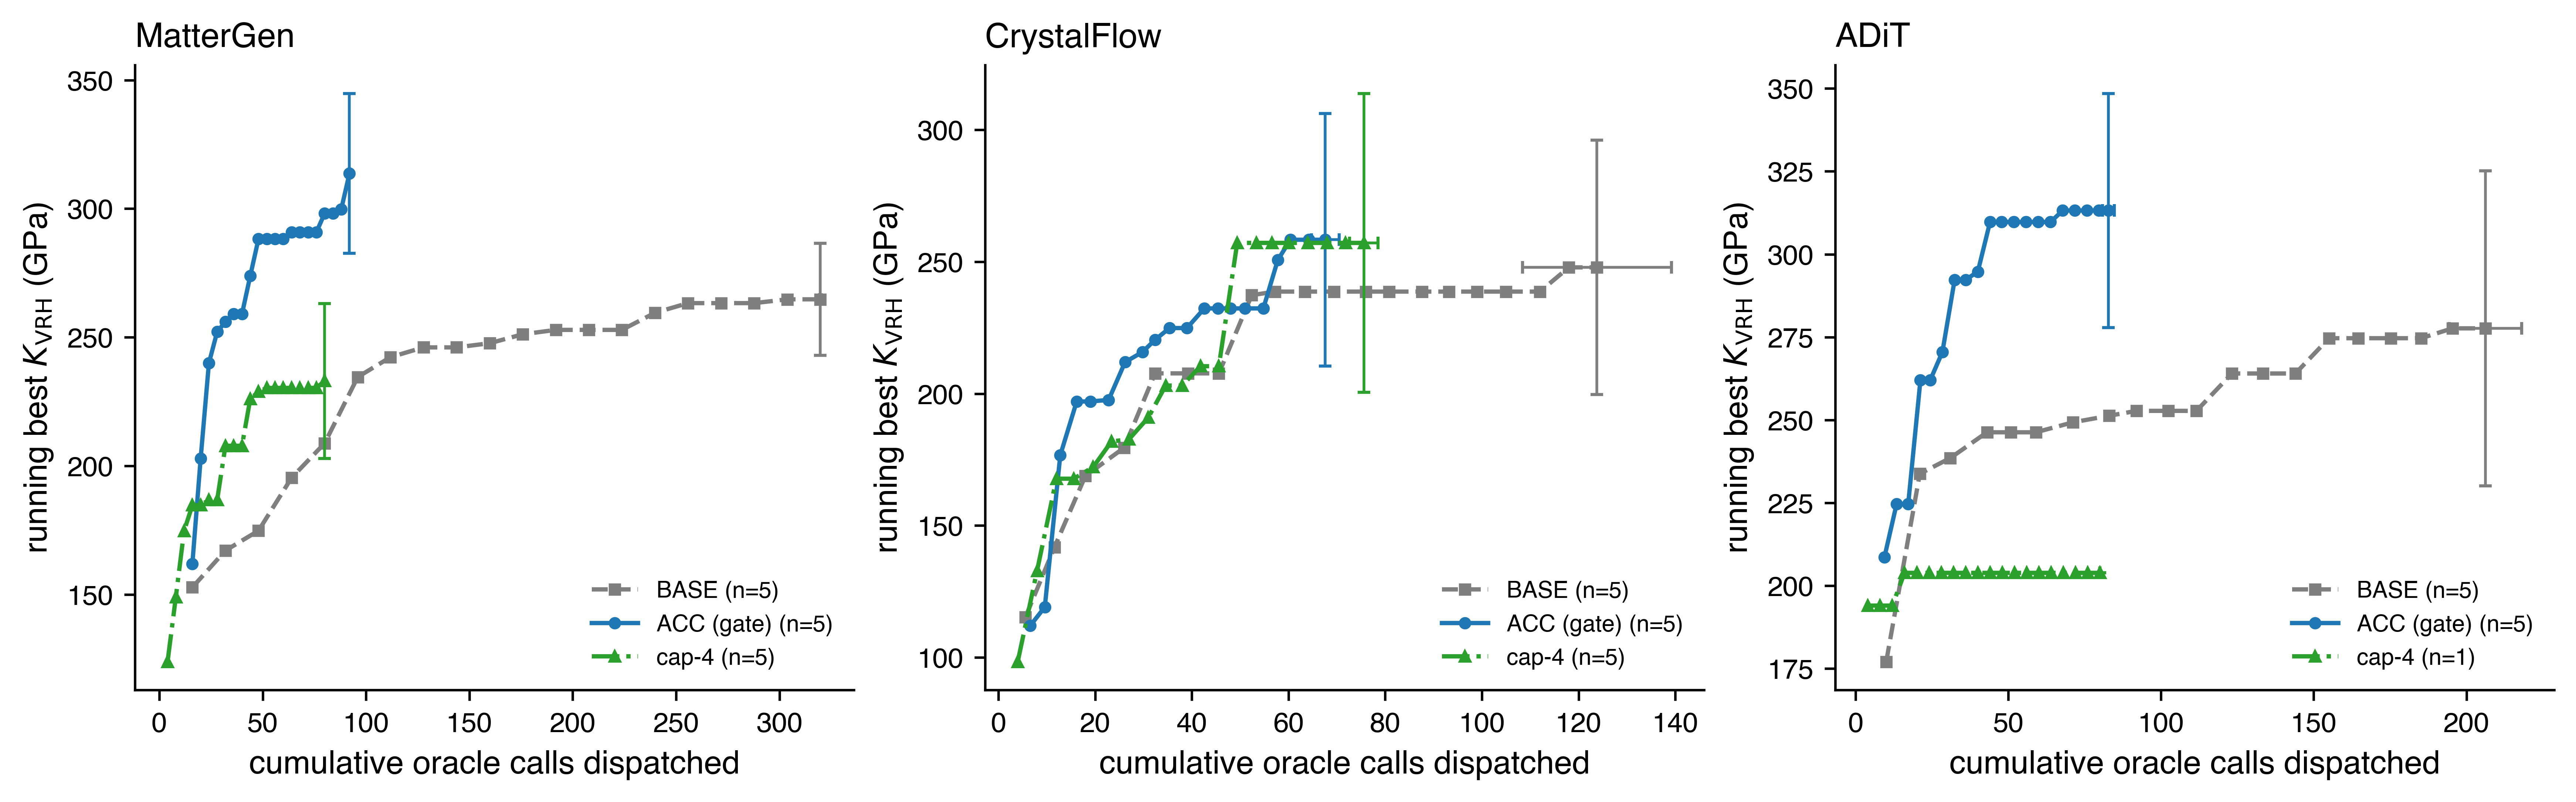 MatterGen
running best K_VRH (GPa)
350
300
250
200
150
0 50 100 150 200 250 300
cumulative oracle calls dispatched
BASE (n=5)
ACC (gate) (n=5)
cap-4 (n=5)
CrystalFlow
running best K_VRH (GPa)
300
250
200
150
100
0 20 40 60 80 100 120 140
cumulative oracle calls dispatched
BASE (n=5)
ACC (gate) (n=5)
cap-4 (n=5)
ADiT
running best K_VRH (GPa)
350
325
300
275
250
225
200
175
0 50 100 150 200
cumulative oracle calls dispatched
BASE (n=5)
ACC (gate) (n=5)
cap-4 (n=1)